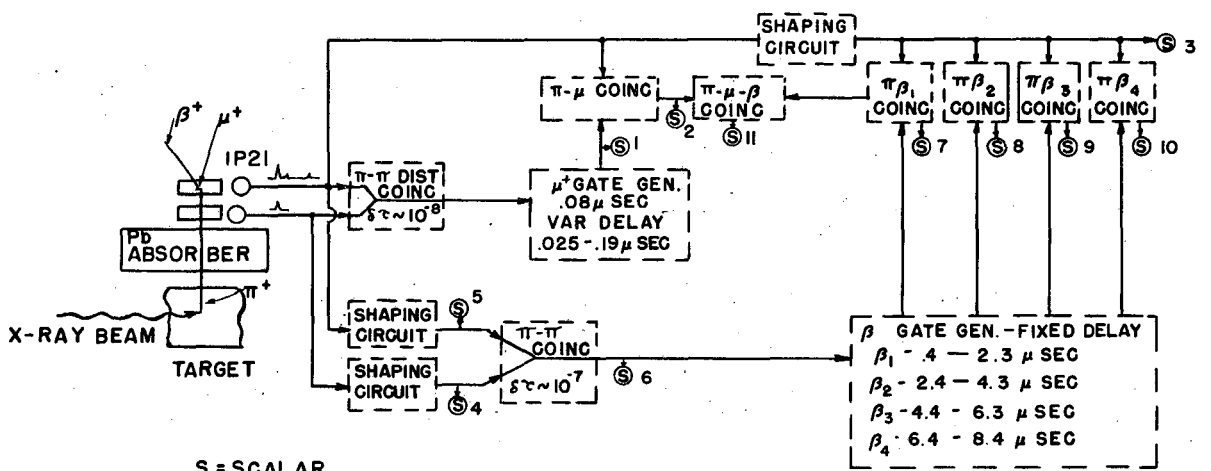 SHAPING
CIRCUIT
S 3
π-μ COINC
π-μ-β
COINC
πβ1
COINC
πβ2
COINC
πβ3
COINC
ππβ4
COINC
S 2
S 11
S 7
S 8
S 9
S 10
S 1
β+
μ+
1P21
π-π DIST
COINC
δτ~10-8
μ+ GATE GEN.
.08 μ SEC
VAR DELAY
.025-.19 μ SEC
Pb
ABSORBER
π+
X-RAY BEAM
TARGET
SHAPING
CIRCUIT
S 5
SHAPING
CIRCUIT
S 4
π-π
COINC
δτ~10-7
S 6
β GATE GEN.-FIXED DELAY
β1 - .4 — 2.3 μ SEC
β2 - 2.4 — 4.3 μ SEC
β3 - 4.4 - 6.3 μ SEC
β4 - 6.4 - 8.4 μ SEC
S = SCALAR